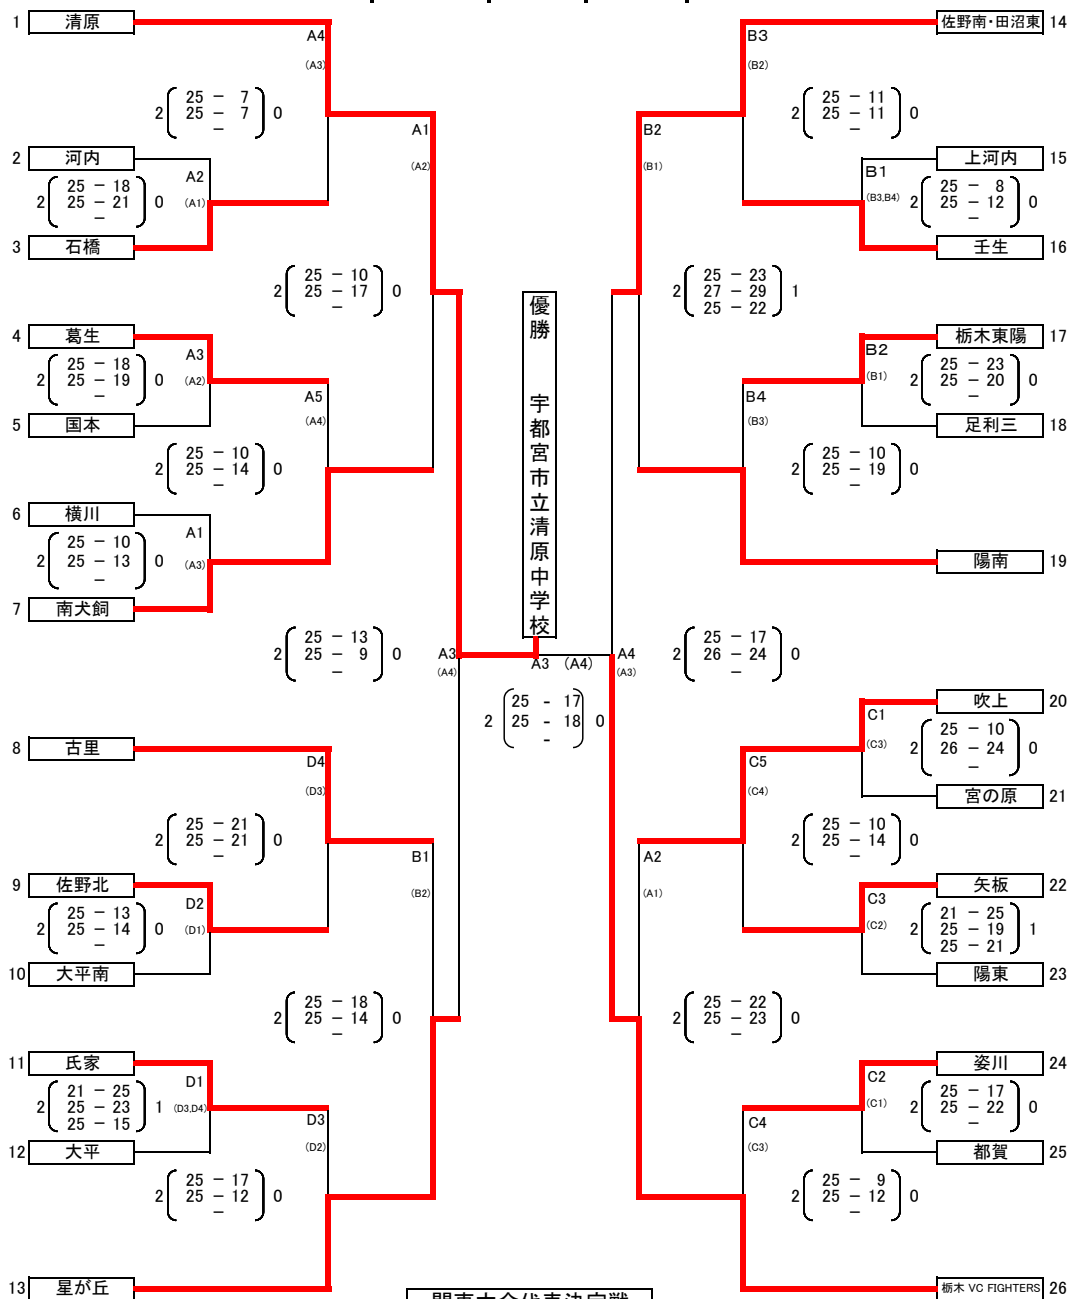 1 清原
A4
(A3)
2 25 － 7 0
25 － 7
－
2 河内
A2
(A1)
2 25 － 18 0
25 － 21
－
3 石橋
A1
(A2)
2 25 － 10 0
25 － 17
－
4 葛生
A3
(A2)
2 25 － 18 0
25 － 19
－
5 国本
A5
(A4)
2 25 － 10 0
25 － 14
－
6 横川
A1
(A3)
2 25 － 10 0
25 － 13
－
7 南犬飼
2 25 － 13 0
25 － 9
－
A3
(A4)
8 古里
D4
(D3)
2 25 － 21 0
25 － 21
－
B1
(B2)
9 佐野北
D2
(D1)
2 25 － 13 0
25 － 14
－
10 大平南
2 25 － 18 0
25 － 14
－
11 氏家
D1
(D3,D4)
2 21 － 25 1
25 － 23
25 － 15
12 大平
D3
(D2)
2 25 － 17 0
25 － 12
－
13 星が丘
優勝 宇都宮市立清原中学校
A3 (A4)
2 25 - 17 0
25 - 18
-
佐野南・田沼東 14
B3
(B2)
2 25 － 11 0
25 － 11
－
B2
(B1)
上河内 15
B1
(B3,B4)
2 25 － 8 0
25 － 12
－
壬生 16
2 25 － 23 1
27 － 29
25 － 22
栃木東陽 17
B2
(B1)
2 25 － 23 0
25 － 20
－
足利三 18
B4
(B3)
2 25 － 10 0
25 － 19
－
陽南 19
A4
(A3)
2 25 － 17 0
26 － 24
－
吹上 20
C1
(C3)
2 25 － 10 0
26 － 24
－
宮の原 21
C5
(C4)
2 25 － 10 0
25 － 14
－
A2
(A1)
矢板 22
C3
(C2)
2 21 － 25 1
25 － 19
25 － 21
陽東 23
2 25 － 22 0
25 － 23
－
姿川 24
C2
(C1)
2 25 － 17 0
25 － 22
－
都賀 25
C4
(C3)
2 25 － 9 0
25 － 12
－
栃木 VC FIGHTERS 26
関東大会代表決定戦